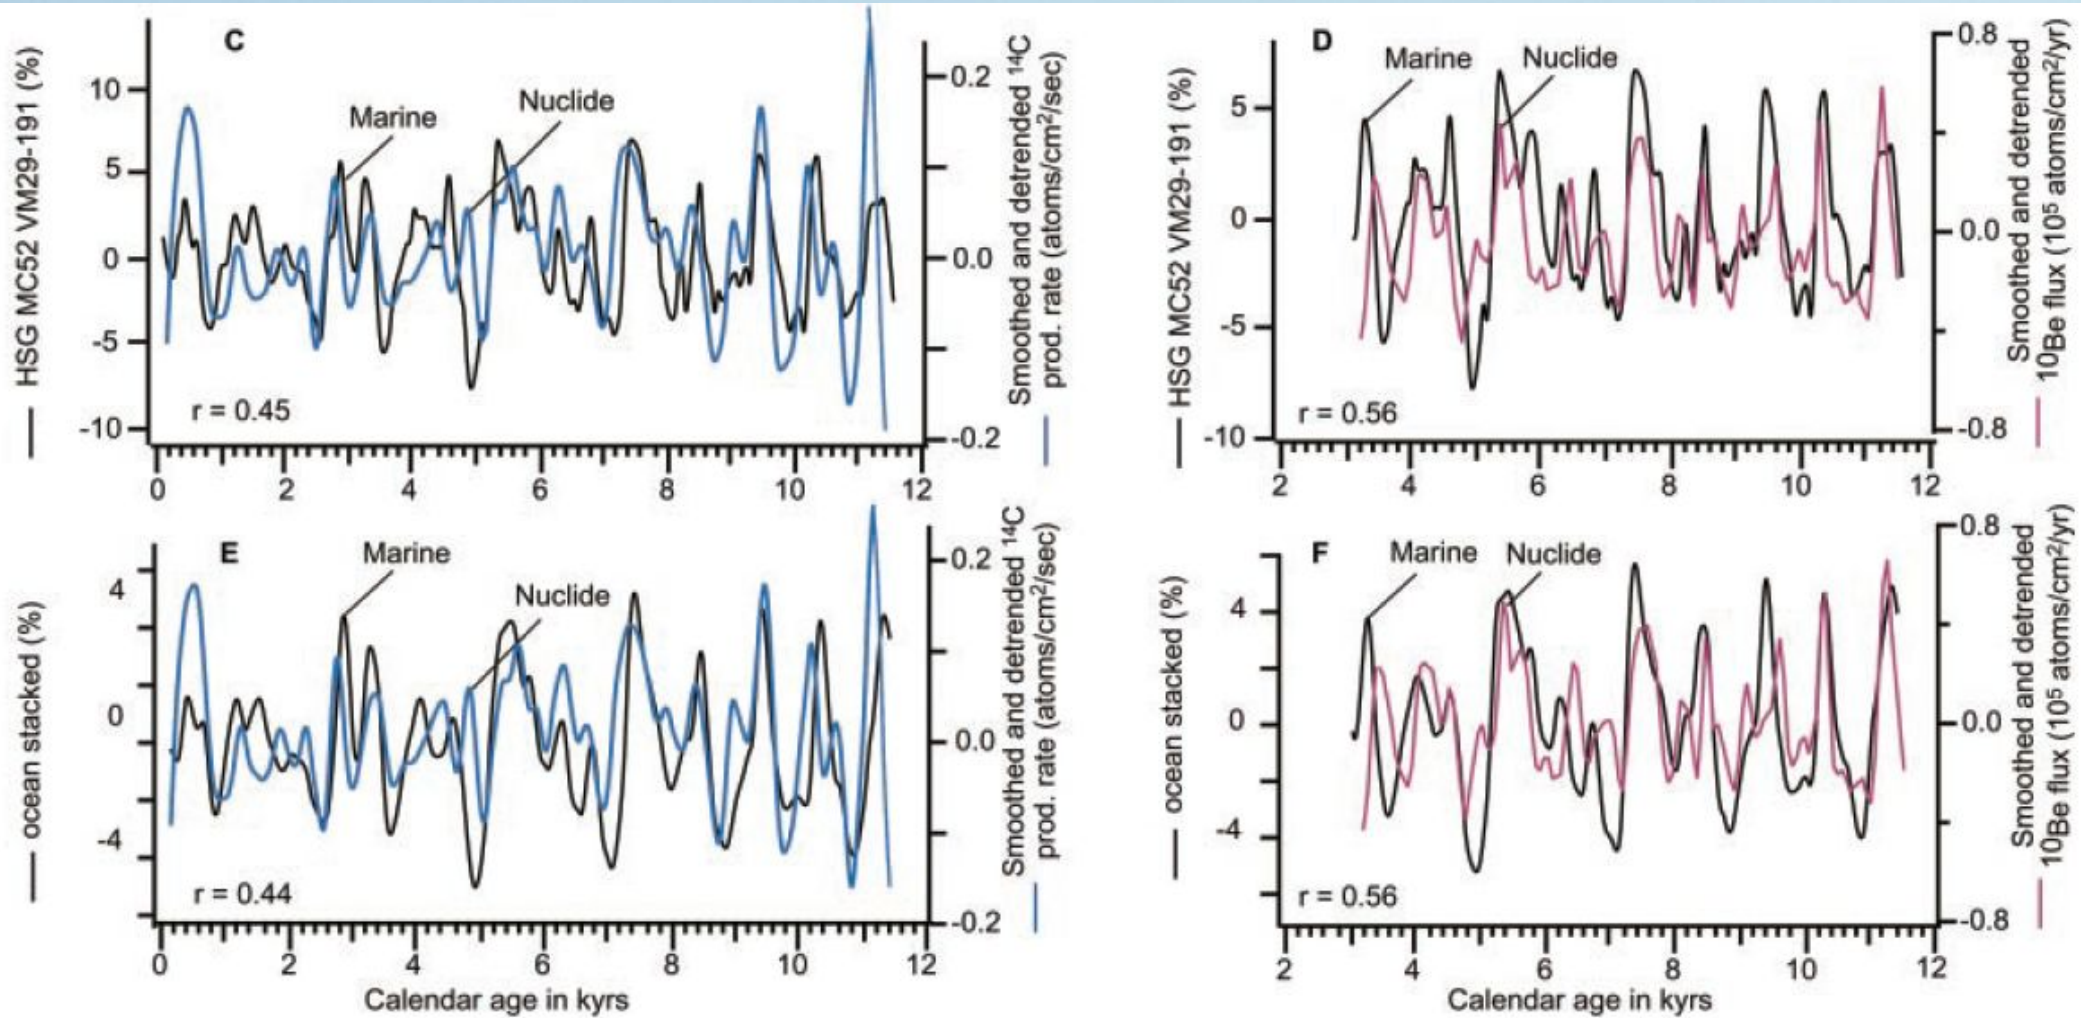 C
HSG MC52 VM29-191 (%)
10
5
0
-5
-10
Marine
Nuclide
r = 0.45
0.2
0.0
-0.2
Smoothed and detrended ¹⁴C
prod. rate (atoms/cm²/sec)
0 2 4 6 8 10 12
D
HSG MC52 VM29-191 (%)
5
0
-5
-10
Marine
Nuclide
r = 0.56
0.8
0.0
-0.8
Smoothed and detrended
¹⁰Be flux (10⁵ atoms/cm²/yr)
2 4 6 8 10 12
E
ocean stacked (%)
4
0
-4
Marine
Nuclide
r = 0.44
0.2
0.0
-0.2
Smoothed and detrended ¹⁴C
prod. rate (atoms/cm²/sec)
0 2 4 6 8 10 12
Calendar age in kyrs
F
ocean stacked (%)
4
0
-4
Marine
Nuclide
r = 0.56
0.8
0.0
-0.8
Smoothed and detrended
¹⁰Be flux (10⁵ atoms/cm²/yr)
2 4 6 8 10 12
Calendar age in kyrs